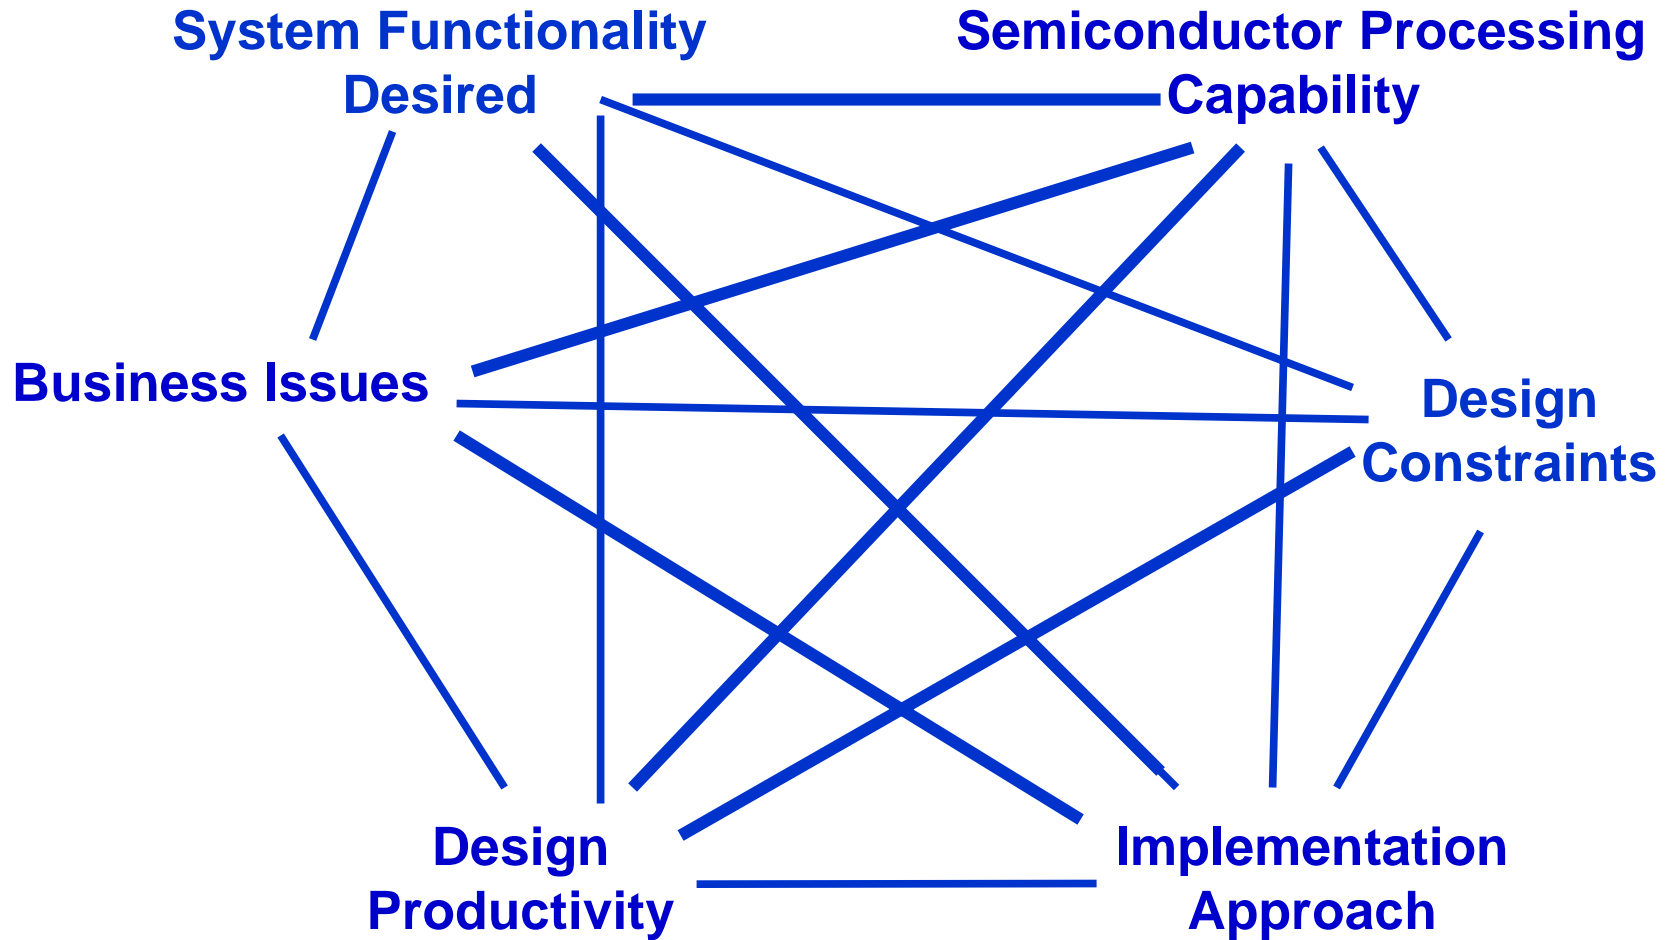 System Functionality
Desired
Semiconductor Processing
Capability
Business Issues
Design
Constraints
Design
Productivity
Implementation
Approach